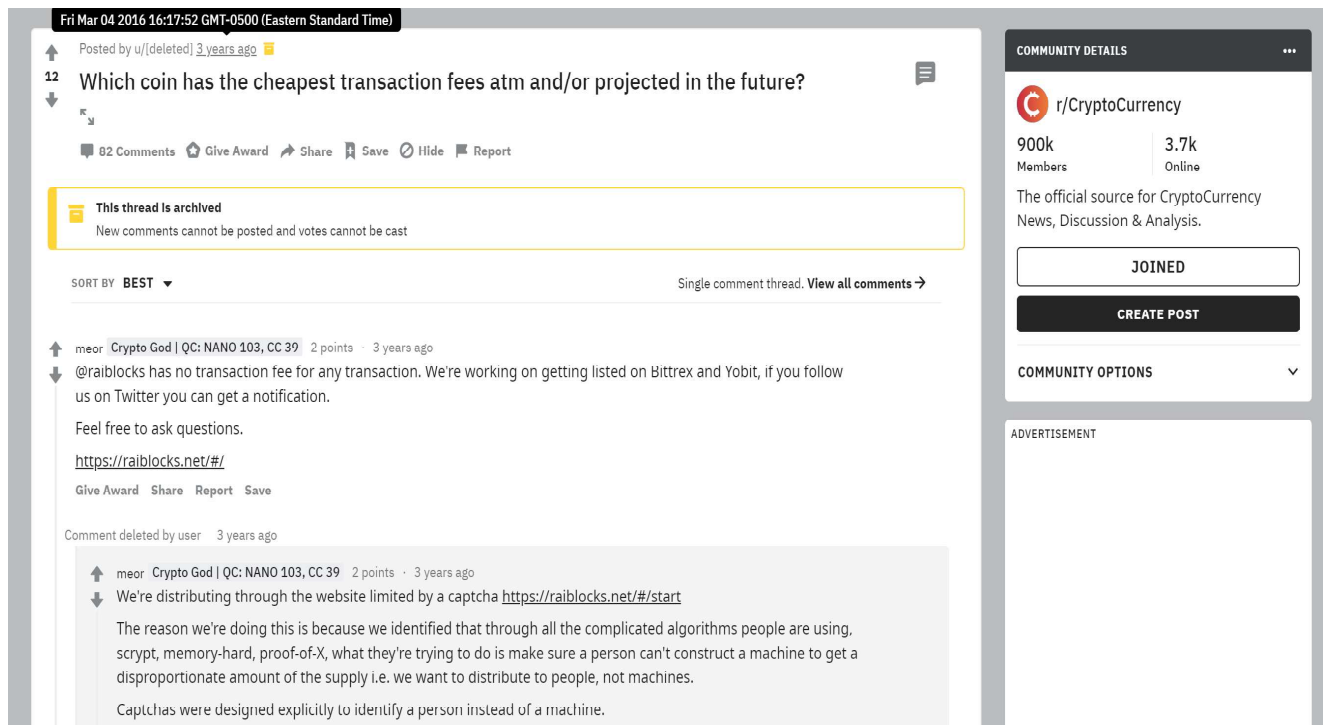 Fri Mar 04 2016 16:17:52 GMT-0500 (Eastern Standard Time)
Posted by u/[deleted] 3 years ago
12
Which coin has the cheapest transaction fees atm and/or projected in the future?
82 Comments Give Award Share Save Hide Report
This thread is archived
New comments cannot be posted and votes cannot be cast
SORT BY BEST
Single comment thread. View all comments →
meor Crypto God | QC: NANO 103, CC 39 2 points · 3 years ago
@raiblocks has no transaction fee for any transaction. We're working on getting listed on Bittrex and Yobit, if you follow
us on Twitter you can get a notification.
Feel free to ask questions.
https://raiblocks.net/#/
Give Award Share Report Save
Comment deleted by user 3 years ago
meor Crypto God | QC: NANO 103, CC 39 2 points · 3 years ago
We're distributing through the website limited by a captcha https://raiblocks.net/#/start
The reason we're doing this is because we identified that through all the complicated algorithms people are using,
scrypt, memory-hard, proof-of-X, what they're trying to do is make sure a person can't construct a machine to get a
disproportionate amount of the supply i.e. we want to distribute to people, not machines.
Captchas were designed explicitly to identify a person instead of a machine.
COMMUNITY DETAILS
r/CryptoCurrency
900k 3.7k
Members Online
The official source for CryptoCurrency
News, Discussion & Analysis.
JOINED
CREATE POST
COMMUNITY OPTIONS
ADVERTISEMENT